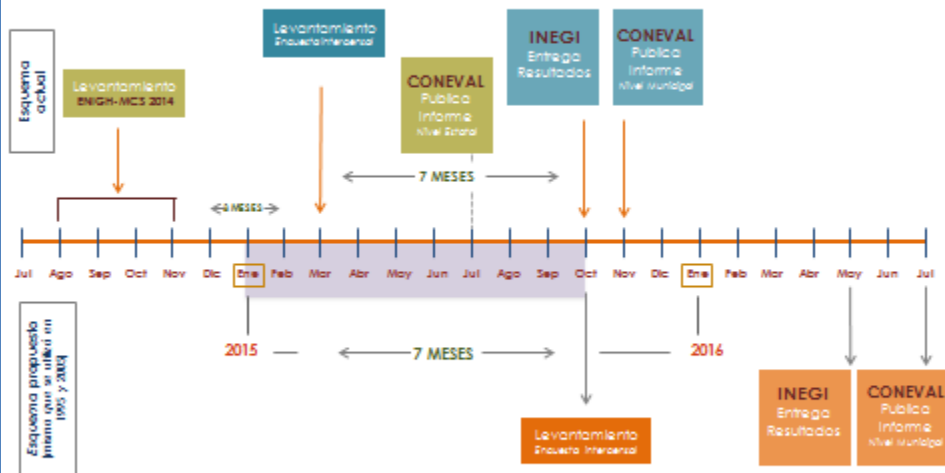 Esquema
actual
Levantamiento
ENIGH-MCS 2014
Levantamiento
Encuesta Intercensal
CONEVAL
Publica
Informe
Nivel Estatal
INEGI
Entrega
Resultados
CONEVAL
Publica
Informe
Nivel Municipal
MESES
7 MESES
Jul Ago Sep Oct Nov Dic Ene Feb Mar Abr May Jun Jul Ago Sep Oct Nov Dic Ene Feb Mar Abr May Jun Jul
2015
7 MESES
2016
Esquema propuesto
(mismo que se utilizó en
1995 y 2005)
Levantamiento
Encuesta Intercensal
INEGI
Entrega
Resultados
CONEVAL
Publica
Informe
Nivel Municipal